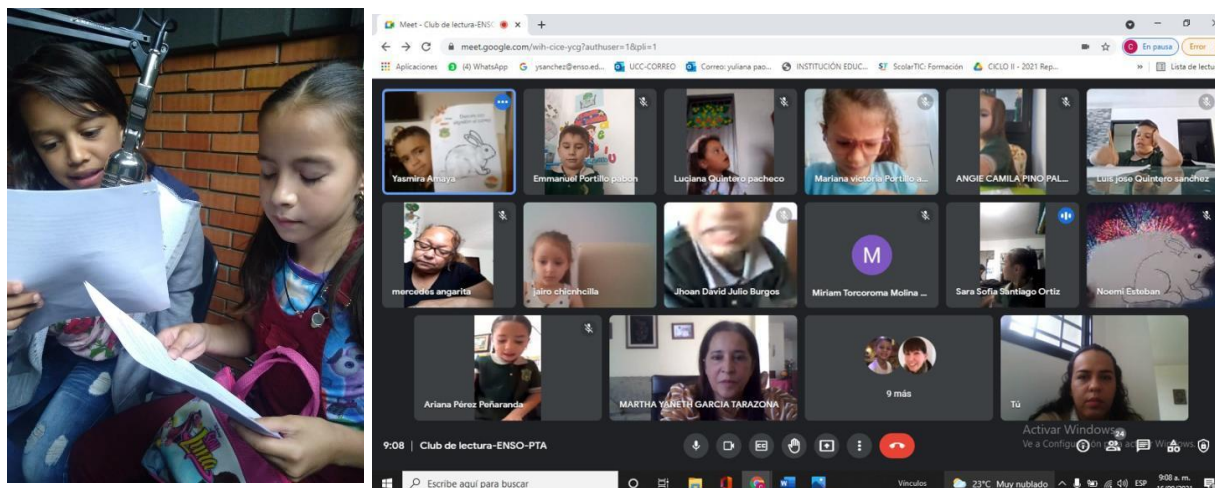 Luna
Meet - Club de lectura-ENSO
meet.google.com/wih-cice-ycg?authuser=1&pli=1
En pausa
Error
Aplicaciones
(4) WhatsApp
ysanchez@enso.ed...
UCC-CORREO
Correo: yuliana pao...
INSTITUCIÓN EDUC...
ScolarTIC: Formación
CICLO II - 2021 Rep...
»
Lista de lectu
Yasmira Amaya
Emmanuel Portillo pabon
Luciana Quintero pacheco
Mariana victoria Portillo a...
ANGIE CAMILA PINO PAL...
Luis jose Quintero sanchez
mercedes angarita
jairo chicnhcilla
Jhoan David Julio Burgos
M
Miriam Torcoroma Molina ...
Sara Sofia Santiago Ortiz
Noemi Esteban
Ariana Pérez Peñaranda
MARTHA YAÑETH GARCIA TARAZONA
9 más
Tú
Activar Windows
9:08 | Club de lectura-ENSO-PTA
24
Escribe aquí para buscar
Vínculos
23°C Muy nublado
ESP
9:08 a. m.